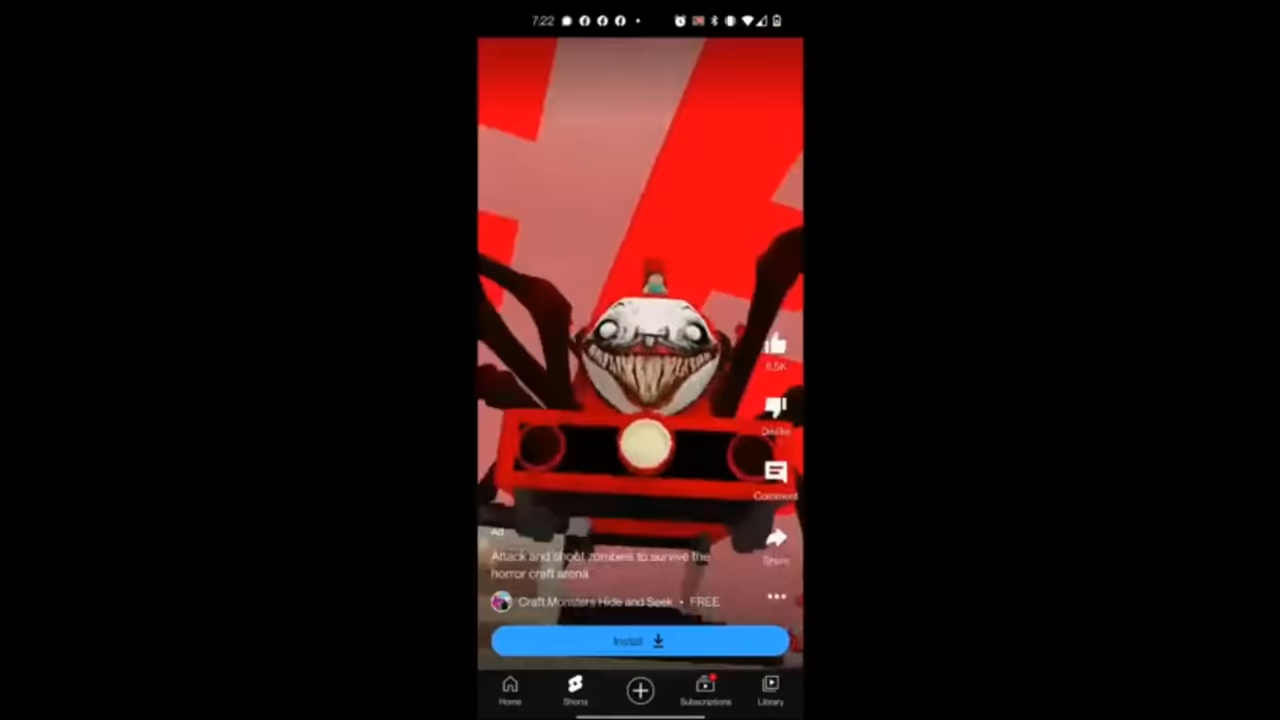 7:22
6.5K
Dislike
Comment
Share
Ad
Attack and shoot zombies to survive the
horror craft arena
Craft Monsters Hide and Seek • FREE
Install
Home
Shorts
Subscriptions
Library